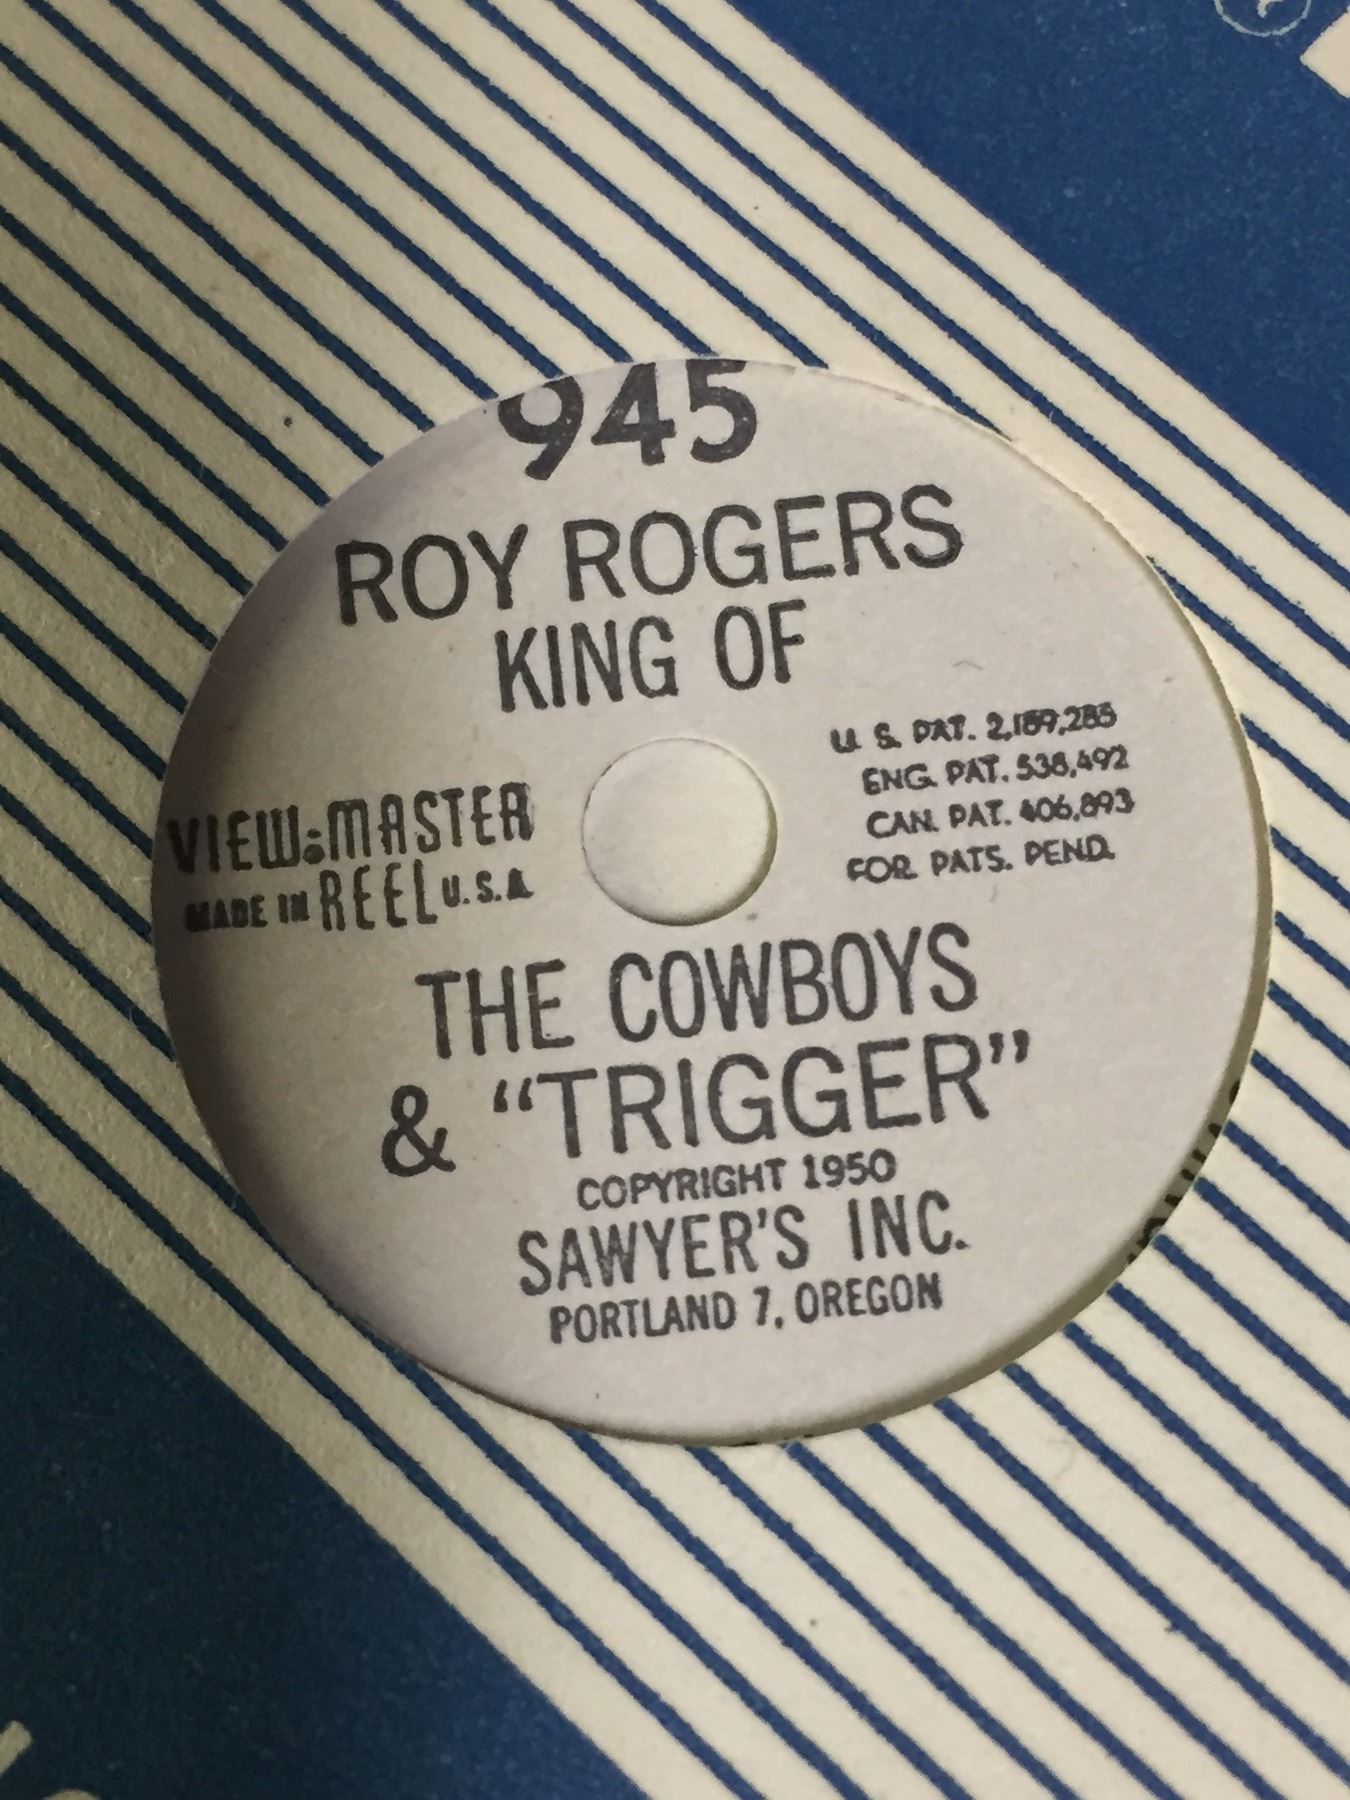 945
ROY ROGERS
KING OF
VIEW-MASTER
MADE IN REEL U.S.A.
U. S. PAT. 2,189,285
ENG. PAT. 538,492
CAN. PAT. 406,893
FOR. PATS. PEND.
THE COWBOYS
& “TRIGGER”
COPYRIGHT 1950
SAWYER'S INC.
PORTLAND 7, OREGON